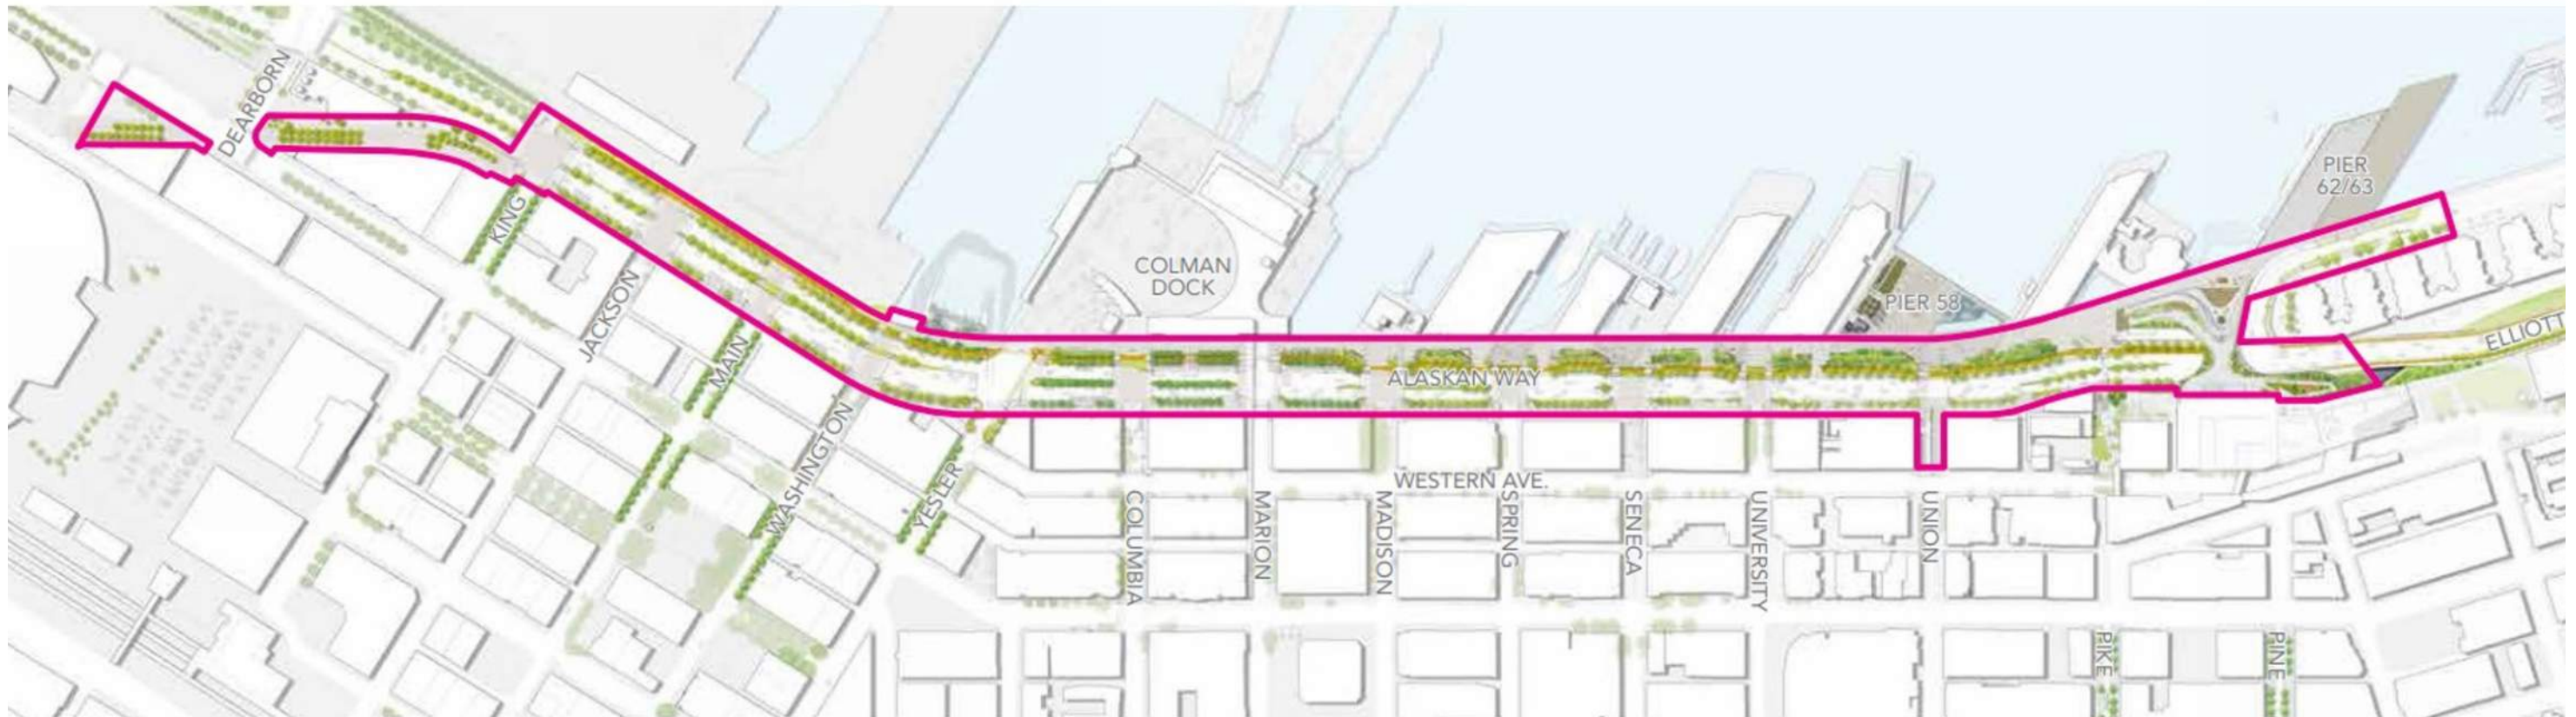 DEARBORN
KING
JACKSON
MAIN
WASHINGTON
YESLER
COLMAN
DOCK
ALASKAN WAY
WESTERN AVE.
COLUMBIA
MARION
MADISON
SPRING
SENECA
UNIVERSITY
UNION
PIER 58
PIER
62/63
ELLIOTT
PIKE
PINE